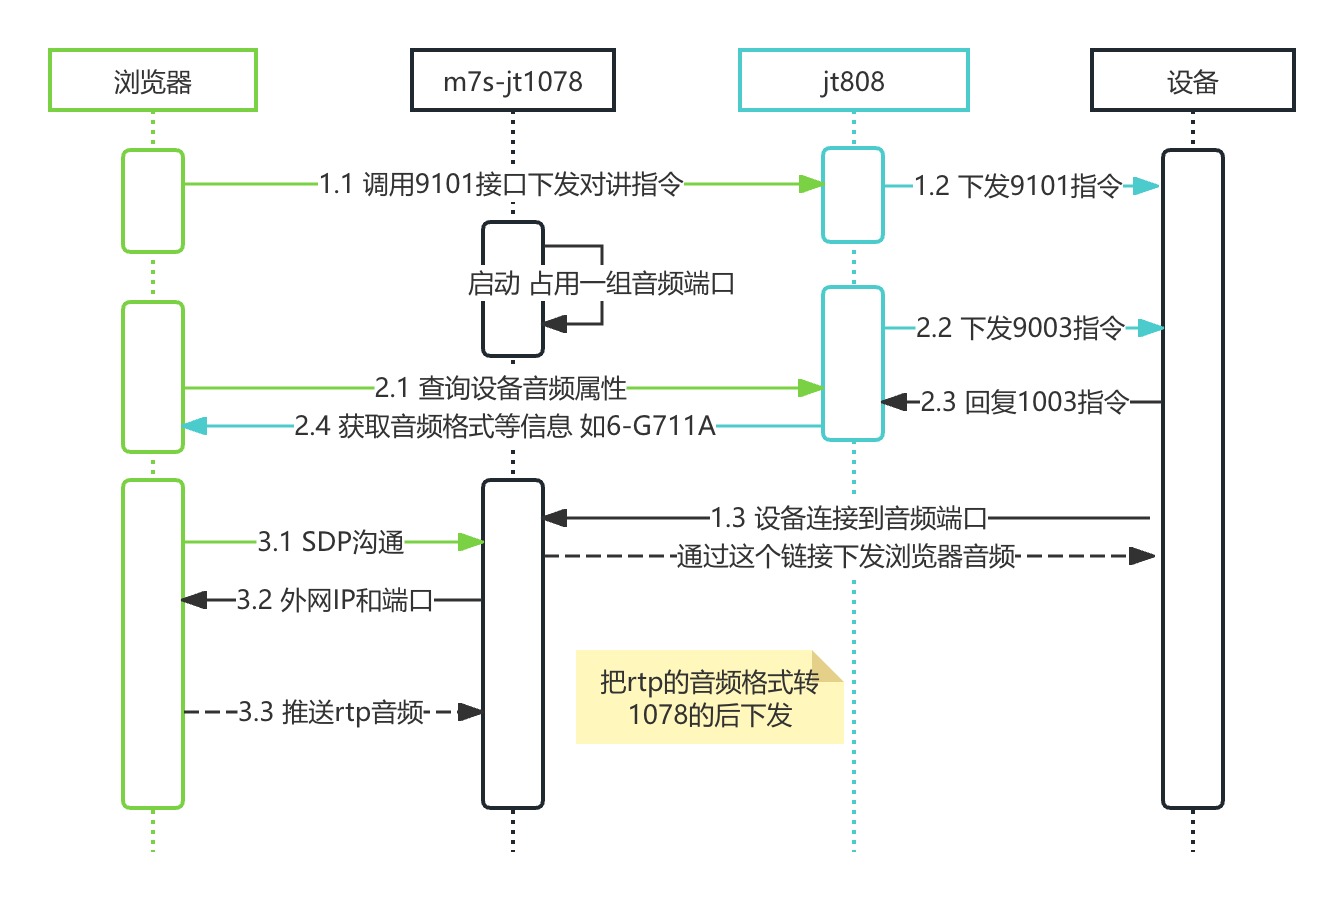 浏览器
m7s-jt1078
jt808
设备
1.1 调用9101接口下发对讲指令
1.2 下发9101指令
启动 占用一组音频端口
2.2 下发9003指令
2.1 查询设备音频属性
2.3 回复1003指令
2.4 获取音频格式等信息 如6-G711A
1.3 设备连接到音频端口
3.1 SDP沟通
通过这个链接下发浏览器音频
3.2 外网IP和端口
把rtp的音频格式转
1078的后下发
3.3 推送rtp音频